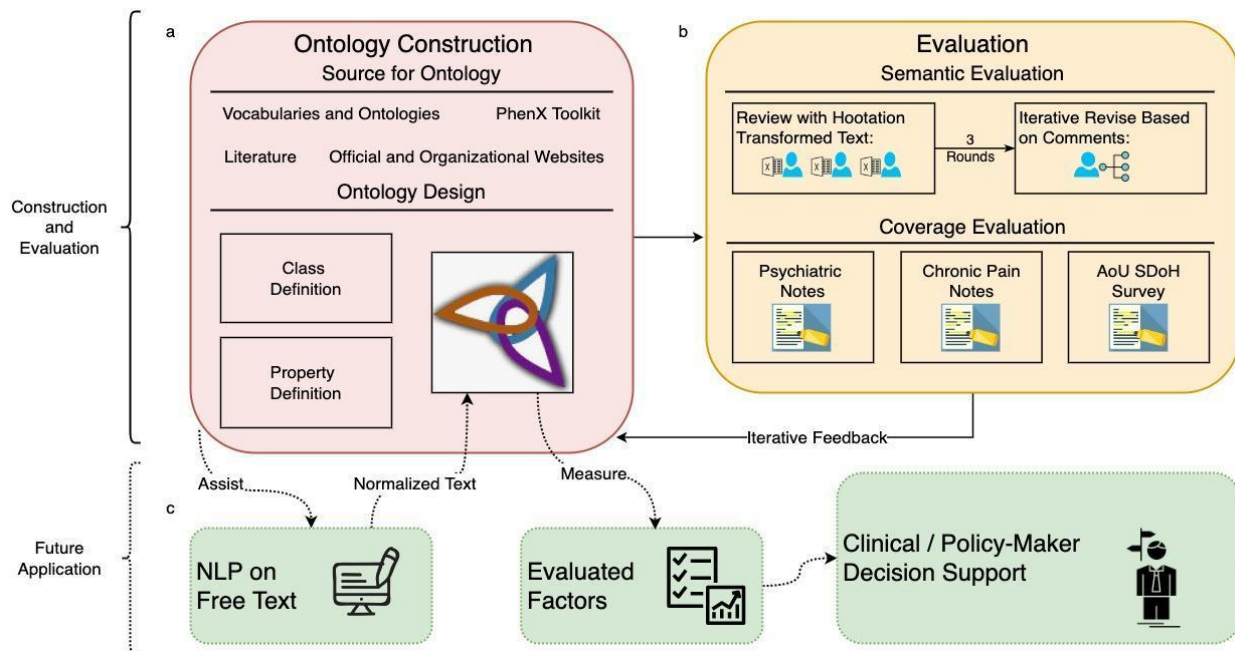 a
Ontology Construction
Source for Ontology
Vocabularies and Ontologies
PhenX Toolkit
Literature
Official and Organizational Websites
Ontology Design
Class
Definition
Property
Definition
b
Evaluation
Semantic Evaluation
Review with Hootation
Transformed Text:
3
Rounds
Iterative Revise Based
on Comments:
Coverage Evaluation
Psychiatric
Notes
Chronic Pain
Notes
AoU SDoH
Survey
Construction
and
Evaluation
Iterative Feedback
Assist
Normalized Text
Measure
c
Future
Application
NLP on
Free Text
Evaluated
Factors
Clinical / Policy-Maker
Decision Support